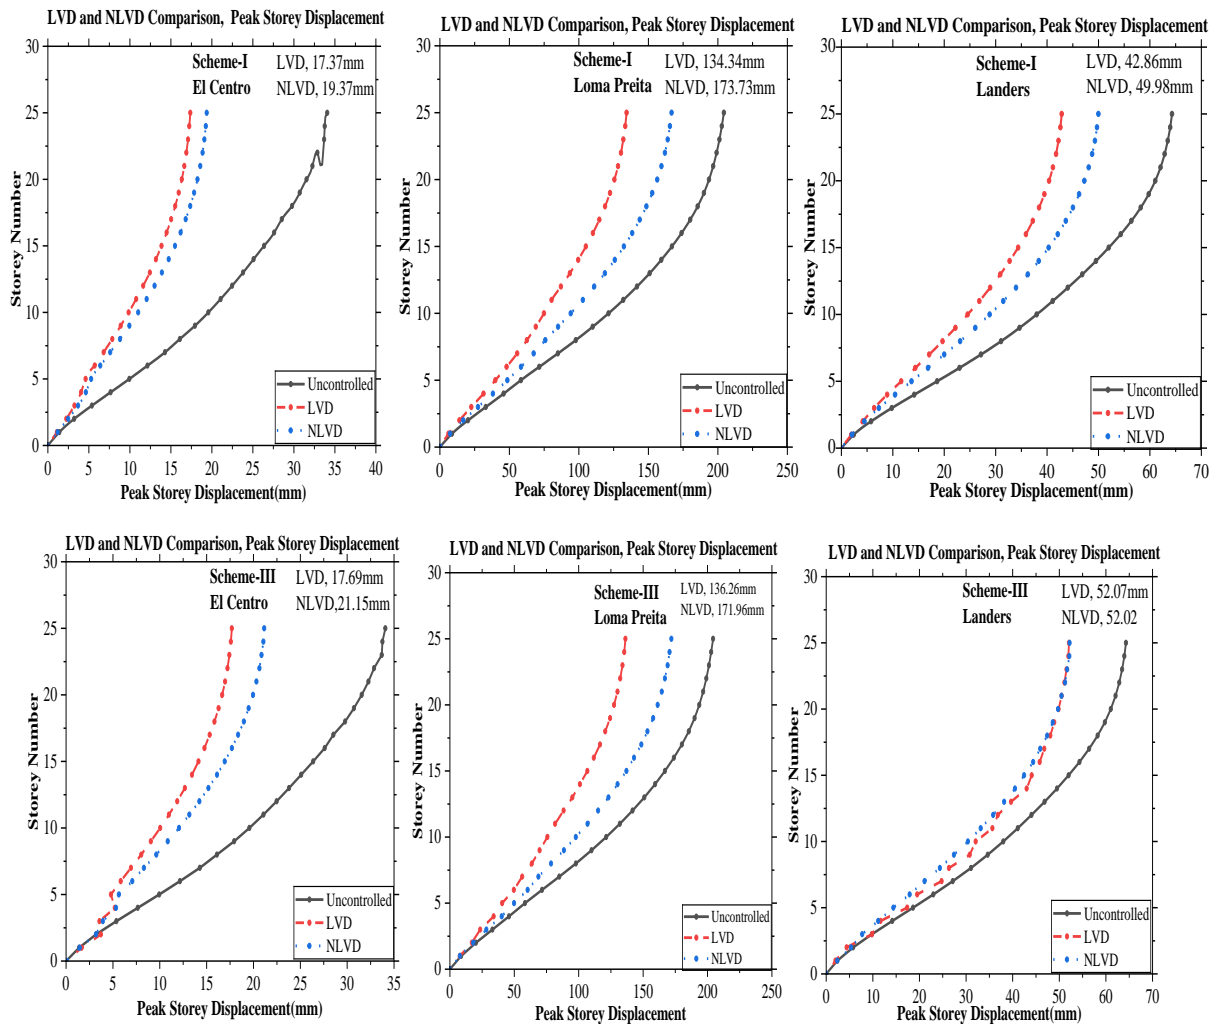 LVD and NLVD Comparison, Peak Storey Displacement
Scheme-I LVD, 17.37mm
El Centro NLVD, 19.37mm
Storey Number
30
25
20
15
10
5
0
Uncontrolled
LVD
NLVD
0 5 10 15 20 25 30 35 40
Peak Storey Displacement(mm)
LVD and NLVD Comparison, Peak Storey Displacement
Scheme-I LVD, 134.34mm
Loma Preita NLVD, 173.73mm
Storey Number
30
25
20
15
10
5
0
Uncontrolled
LVD
NLVD
0 50 100 150 200 250
Peak Storey Displacement(mm)
LVD and NLVD Comparison, Peak Storey Displacement
Scheme-I LVD, 42.86mm
Landers NLVD, 49.98mm
Storey Number
30
25
20
15
10
5
0
Uncontrolled
LVD
NLVD
0 10 20 30 40 50 60 70
Peak Storey Displacement(mm)
LVD and NLVD Comparison, Peak Storey Displacement
Scheme-III LVD, 17.69mm
El Centro NLVD,21.15mm
Storey Number
30
25
20
15
10
5
0
Uncontrolled
LVD
NLVD
0 5 10 15 20 25 30 35
Peak Storey Displacement(mm)
LVD and NLVD Comparison, Peak Storey Displacement
Scheme-III LVD, 136.26mm
Loma Preita NLVD, 171.96mm
Storey Number
30
25
20
15
10
5
0
Uncontrolled
LVD
NLVD
0 50 100 150 200 250
Peak Storey Displacement
LVD and NLVD Comparison, Peak Storey Displacement
Scheme-III LVD, 52.07mm
Landers NLVD, 52.02
Storey Number
30
25
20
15
10
5
0
Uncontrolled
LVD
NLVD
0 10 20 30 40 50 60 70
Peak Storey Displacement(mm)